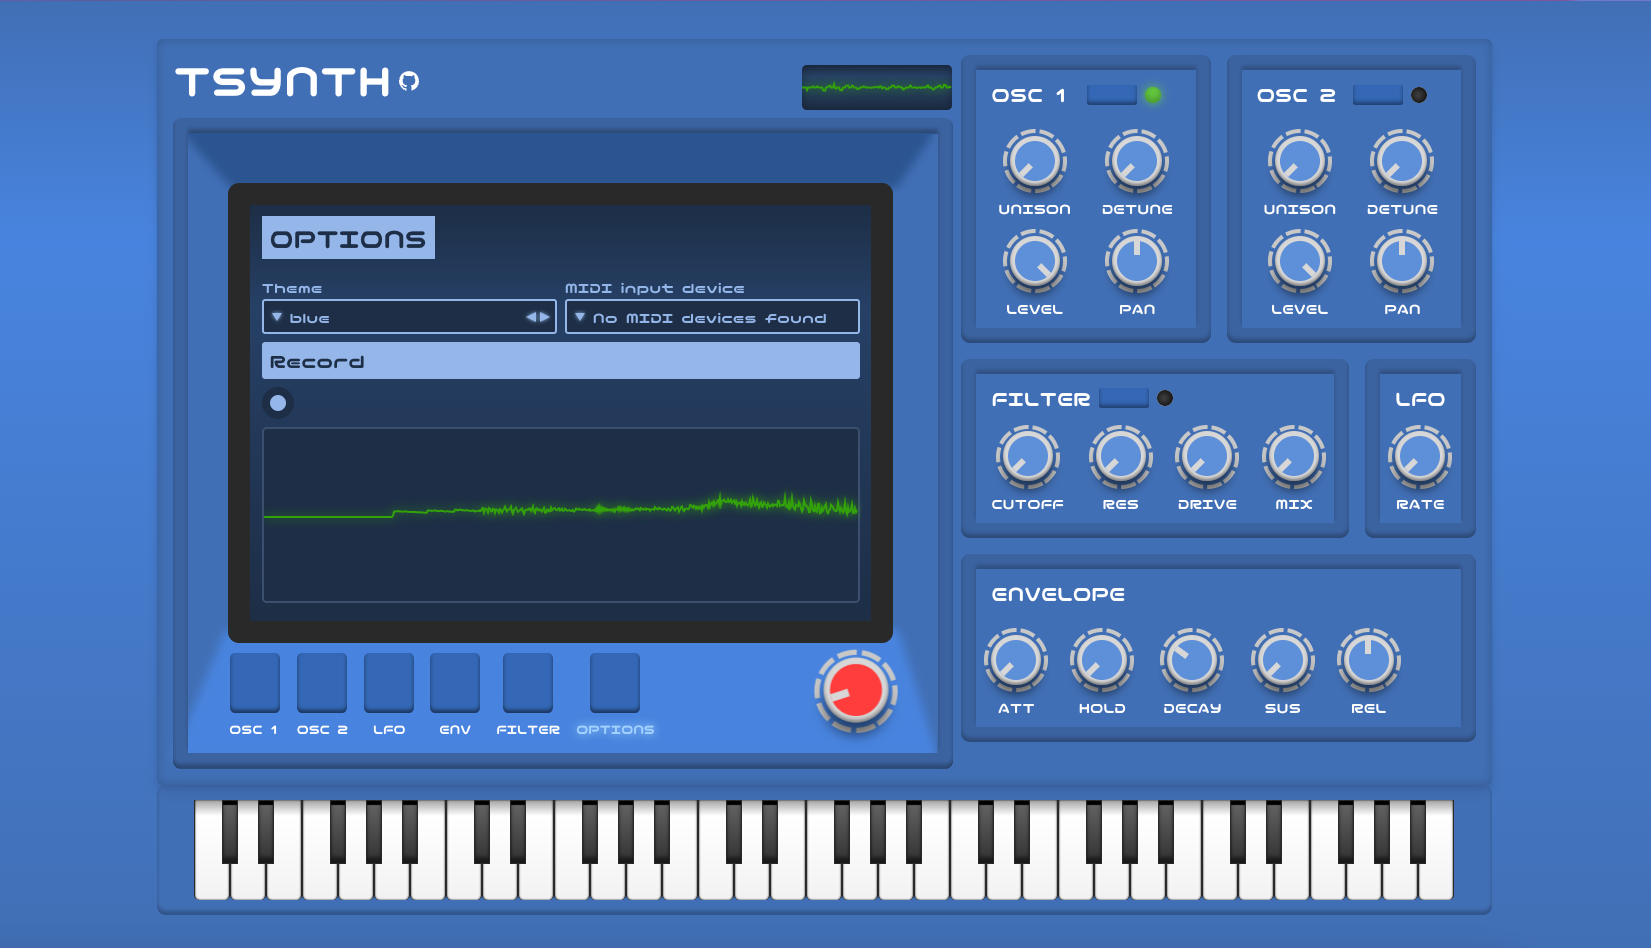 TSYNTH
OPTIONS
Theme
MIDI input device
blue
No MIDI devices found
Record
OSC 1
OSC 2
LFO
ENV
FILTER
OPTIONS
OSC 1
UNISON
DETUNE
LEVEL
PAN
OSC 2
UNISON
DETUNE
LEVEL
PAN
FILTER
CUTOFF
RES
DRIVE
MIX
LFO
RATE
ENVELOPE
ATT
HOLD
DECAY
SUS
REL